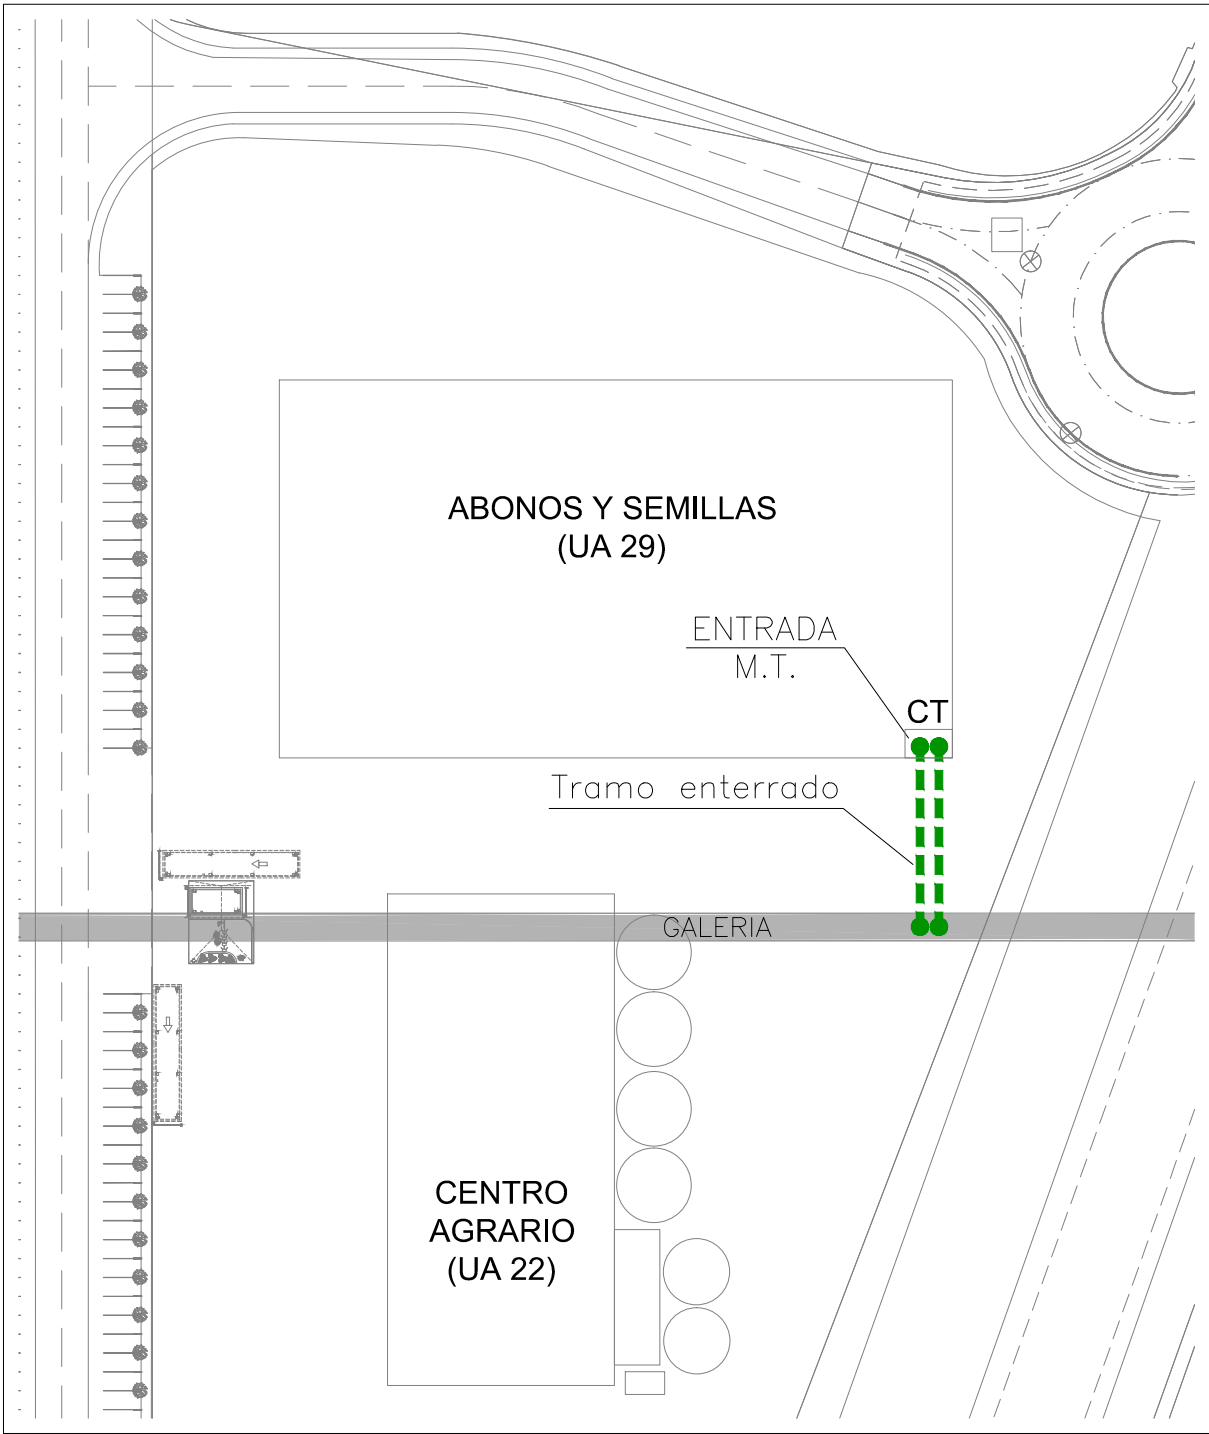 ABONOS Y SEMILLAS
(UA 29)
ENTRADA
M.T.
CT
Tramo enterrado
GALERIA
CENTRO
AGRARIO
(UA 22)